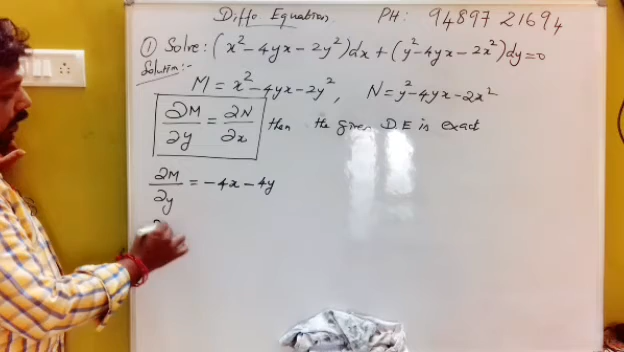 Diffe Equations PH: 94897 21694
① Solve: (x²-4yx-2y²)dx + (y²-4yx-2x²)dy=0
Solution:-
M = x²-4yx-2y², N=y²-4yx-2x²
∂M/∂y = ∂N/∂x then the given D.E is exact
∂M/∂y = -4x-4y